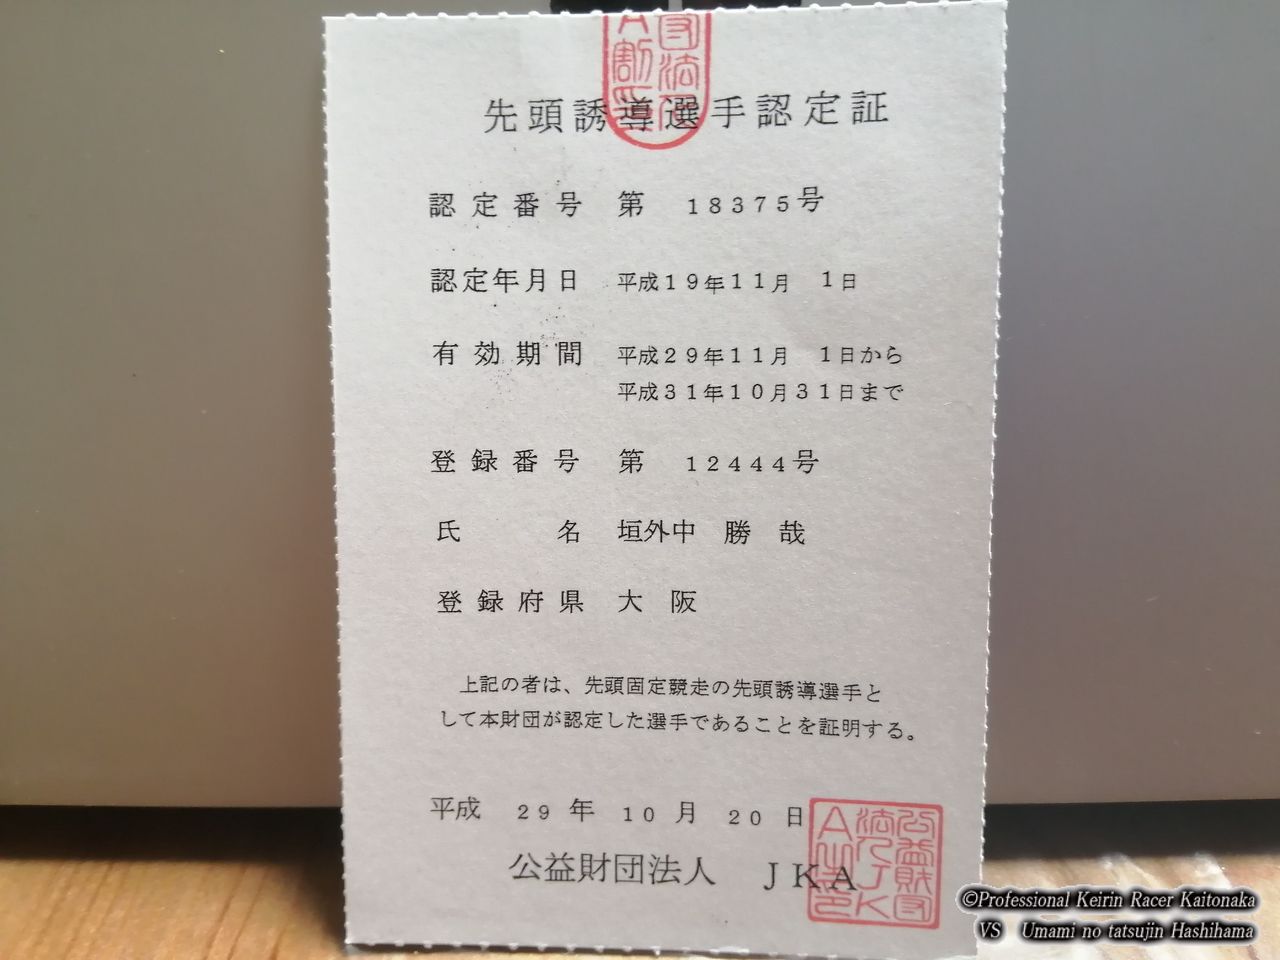 先頭誘導選手認定証
認定番号 第 18375号
認定年月日 平成19年11月 1日
有効期間 平成29年11月 1日から
平成31年10月31日まで
登録番号 第 12444号
氏名 垣外中 勝哉
登録府県 大阪
上記の者は、先頭固定競走の先頭誘導選手と
して本財団が認定した選手であることを証明する。
平成 29年 10月 20日
公益財団法人 JKA
©Professional Keirin Racer Kaitonaka
VS Umami no tatsujin Hashihama